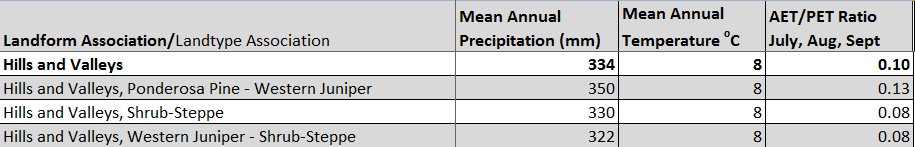 Landform Association/Landtype Association Mean Annual Precipitation (mm) Mean Annual Temperature ⁰C AET/PET Ratio July, Aug, Sept
Hills and Valleys 334 8 0.10
Hills and Valleys, Ponderosa Pine - Western Juniper 350 8 0.13
Hills and Valleys, Shrub-Steppe 330 8 0.08
Hills and Valleys, Western Juniper - Shrub-Steppe 322 8 0.08